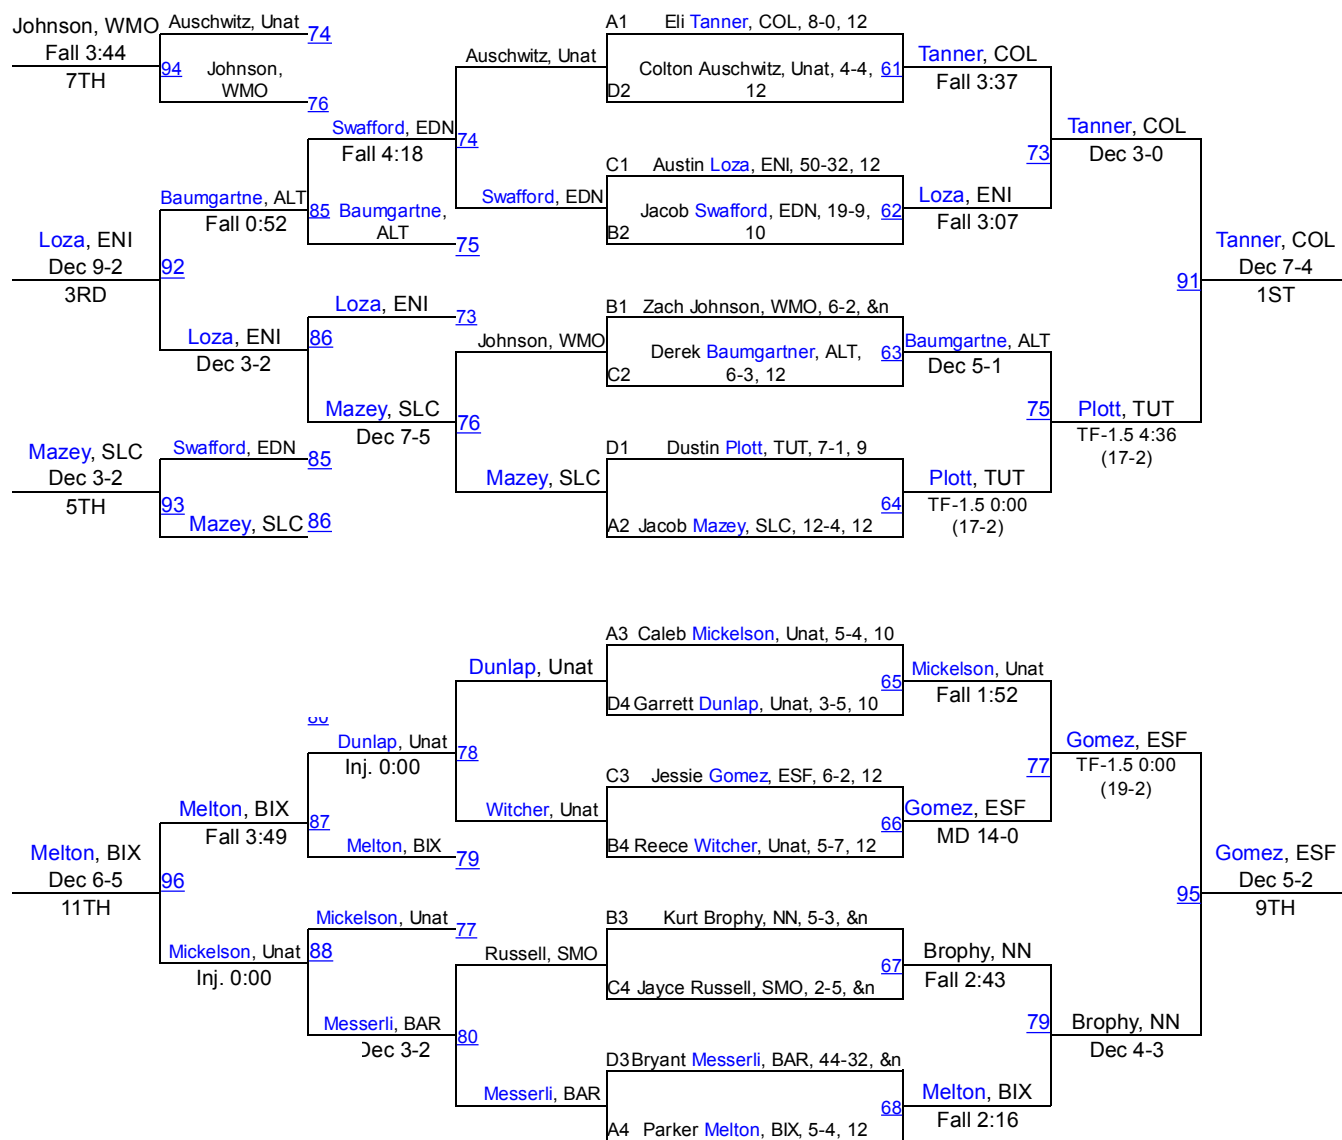 Johnson, WMO
Fall 3:44
7TH
Auschwitz, Unat
74
94
Johnson,
WMO
76
Swafford, EDN
Fall 4:18
74
Auschwitz, Unat
Swafford, EDN
Baumgartne, ALT
Fall 0:52
85
Baumgartne,
ALT
75
Loza, ENI
Dec 9-2
3RD
92
Loza, ENI
Dec 3-2
Loza, ENI
73
86
Mazey, SLC
Dec 7-5
76
Johnson, WMO
Mazey, SLC
Mazey, SLC
Dec 3-2
5TH
Swafford, EDN
85
93
Mazey, SLC
86
A1 Eli Tanner, COL, 8-0, 12
Colton Auschwitz, Unat, 4-4,
12
D2
61
Tanner, COL
Fall 3:37
C1 Austin Loza, ENI, 50-32, 12
Jacob Swafford, EDN, 19-9,
10
B2
62
Loza, ENI
Fall 3:07
73
Tanner, COL
Dec 3-0
B1 Zach Johnson, WMO, 6-2, &n
Derek Baumgartner, ALT,
6-3, 12
C2
63
Baumgartne, ALT
Dec 5-1
D1 Dustin Plott, TUT, 7-1, 9
A2 Jacob Mazey, SLC, 12-4, 12
64
Plott, TUT
TF-1.5 0:00
(17-2)
75
Plott, TUT
TF-1.5 4:36
(17-2)
91
Tanner, COL
Dec 7-4
1ST
A3 Caleb Mickelson, Unat, 5-4, 10
D4 Garrett Dunlap, Unat, 3-5, 10
65
Mickelson, Unat
Fall 1:52
Dunlap, Unat
Dunlap, Unat
Inj. 0:00
78
Witcher, Unat
C3 Jessie Gomez, ESF, 6-2, 12
B4 Reece Witcher, Unat, 5-7, 12
66
Gomez, ESF
MD 14-0
77
Gomez, ESF
TF-1.5 0:00
(19-2)
Melton, BIX
Fall 3:49
87
Melton, BIX
79
Melton, BIX
Dec 6-5
11TH
96
Mickelson, Unat
Inj. 0:00
Mickelson, Unat
77
88
Messerli, BAR
Dec 3-2
80
Russell, SMO
Messerli, BAR
B3 Kurt Brophy, NN, 5-3, &n
C4 Jayce Russell, SMO, 2-5, &n
67
Brophy, NN
Fall 2:43
D3 Bryant Messerli, BAR, 44-32, &n
A4 Parker Melton, BIX, 5-4, 12
68
Melton, BIX
Fall 2:16
79
Brophy, NN
Dec 4-3
95
Gomez, ESF
Dec 5-2
9TH